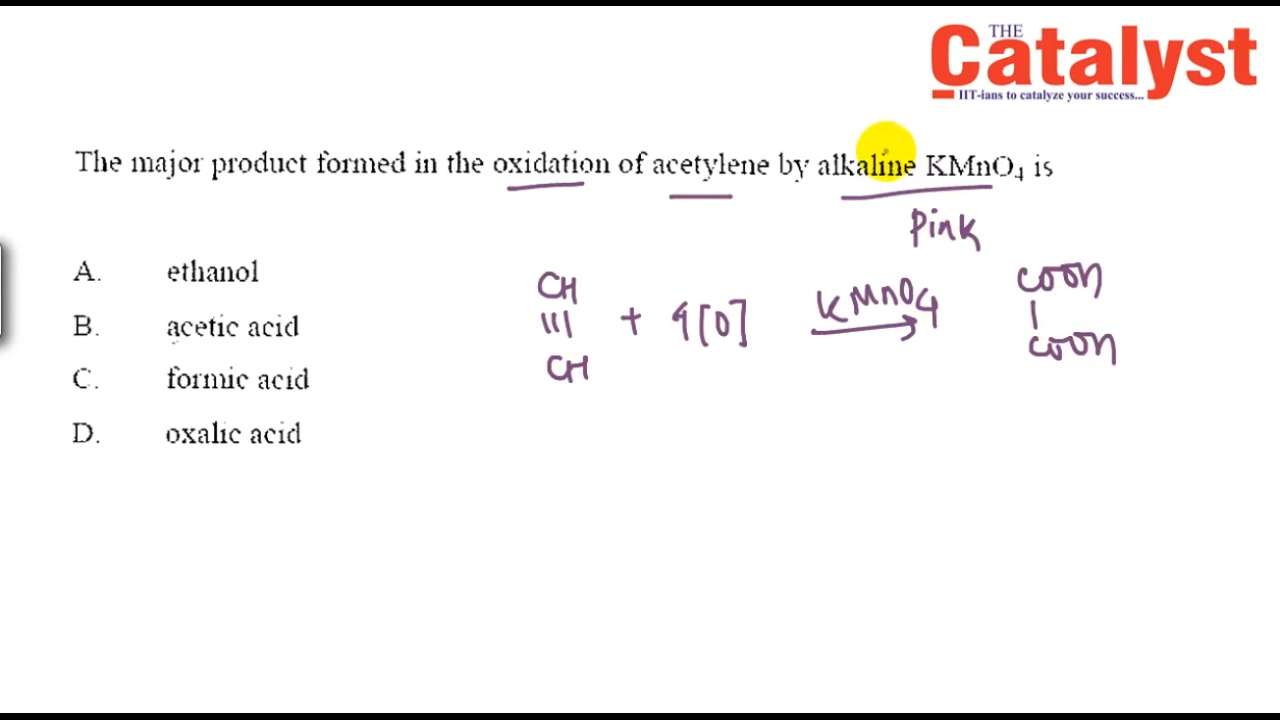 THE
Catalyst
IIT-ians to catalyze your success...
The major product formed in the oxidation of acetylene by alkaline KMnO₄ is
Pink
A. ethanol
B. acetic acid
C. formic acid
D. oxalic acid
CH
|||
CH
+ 4[O]
KMnO4
COOH
|
COOH